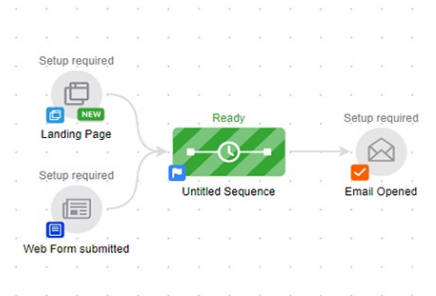 Setup required
NEW
Landing Page
Setup required
Web Form submitted
Ready
Untitled Sequence
Setup required
Email Opened